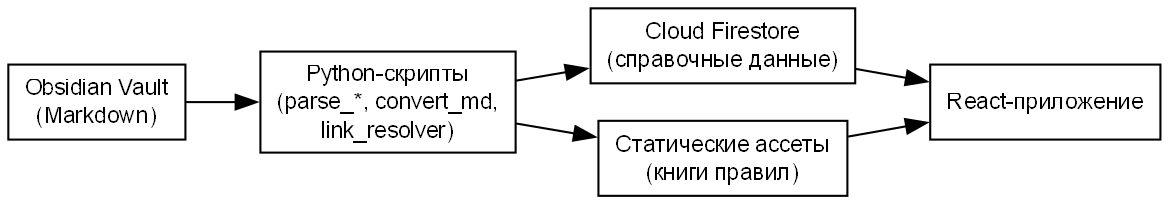 Obsidian Vault
(Markdown)
Python-скрипты
(parse_*, convert_md,
link_resolver)
Cloud Firestore
(справочные данные)
Статические ассеты
(книги правил)
React-приложение